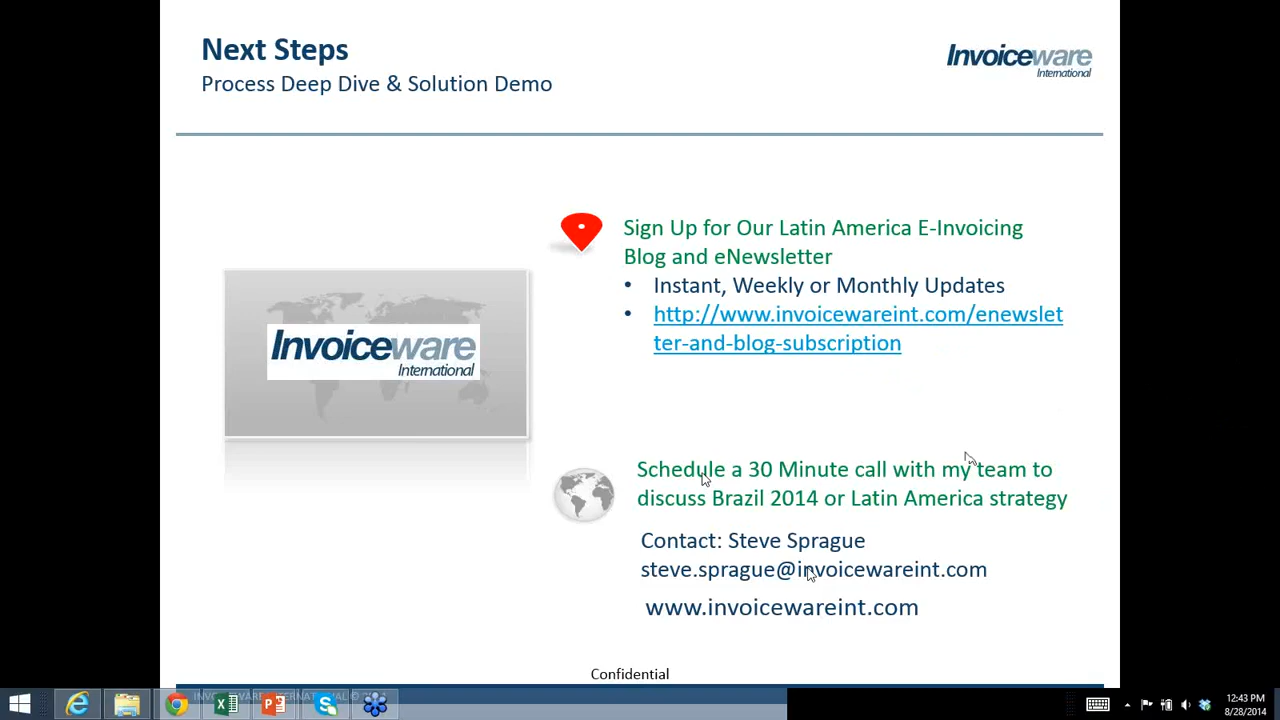 Next Steps
Process Deep Dive & Solution Demo
Invoiceware
International
Sign Up for Our Latin America E-Invoicing
Blog and eNewsletter
• Instant, Weekly or Monthly Updates
• http://www.invoicewareint.com/enewslet
ter-and-blog-subscription
Invoiceware
International
Schedule a 30 Minute call with my team to
discuss Brazil 2014 or Latin America strategy
Contact: Steve Sprague
steve.sprague@invoicewareint.com
www.invoicewareint.com
Confidential
12:43 PM
8/28/2014